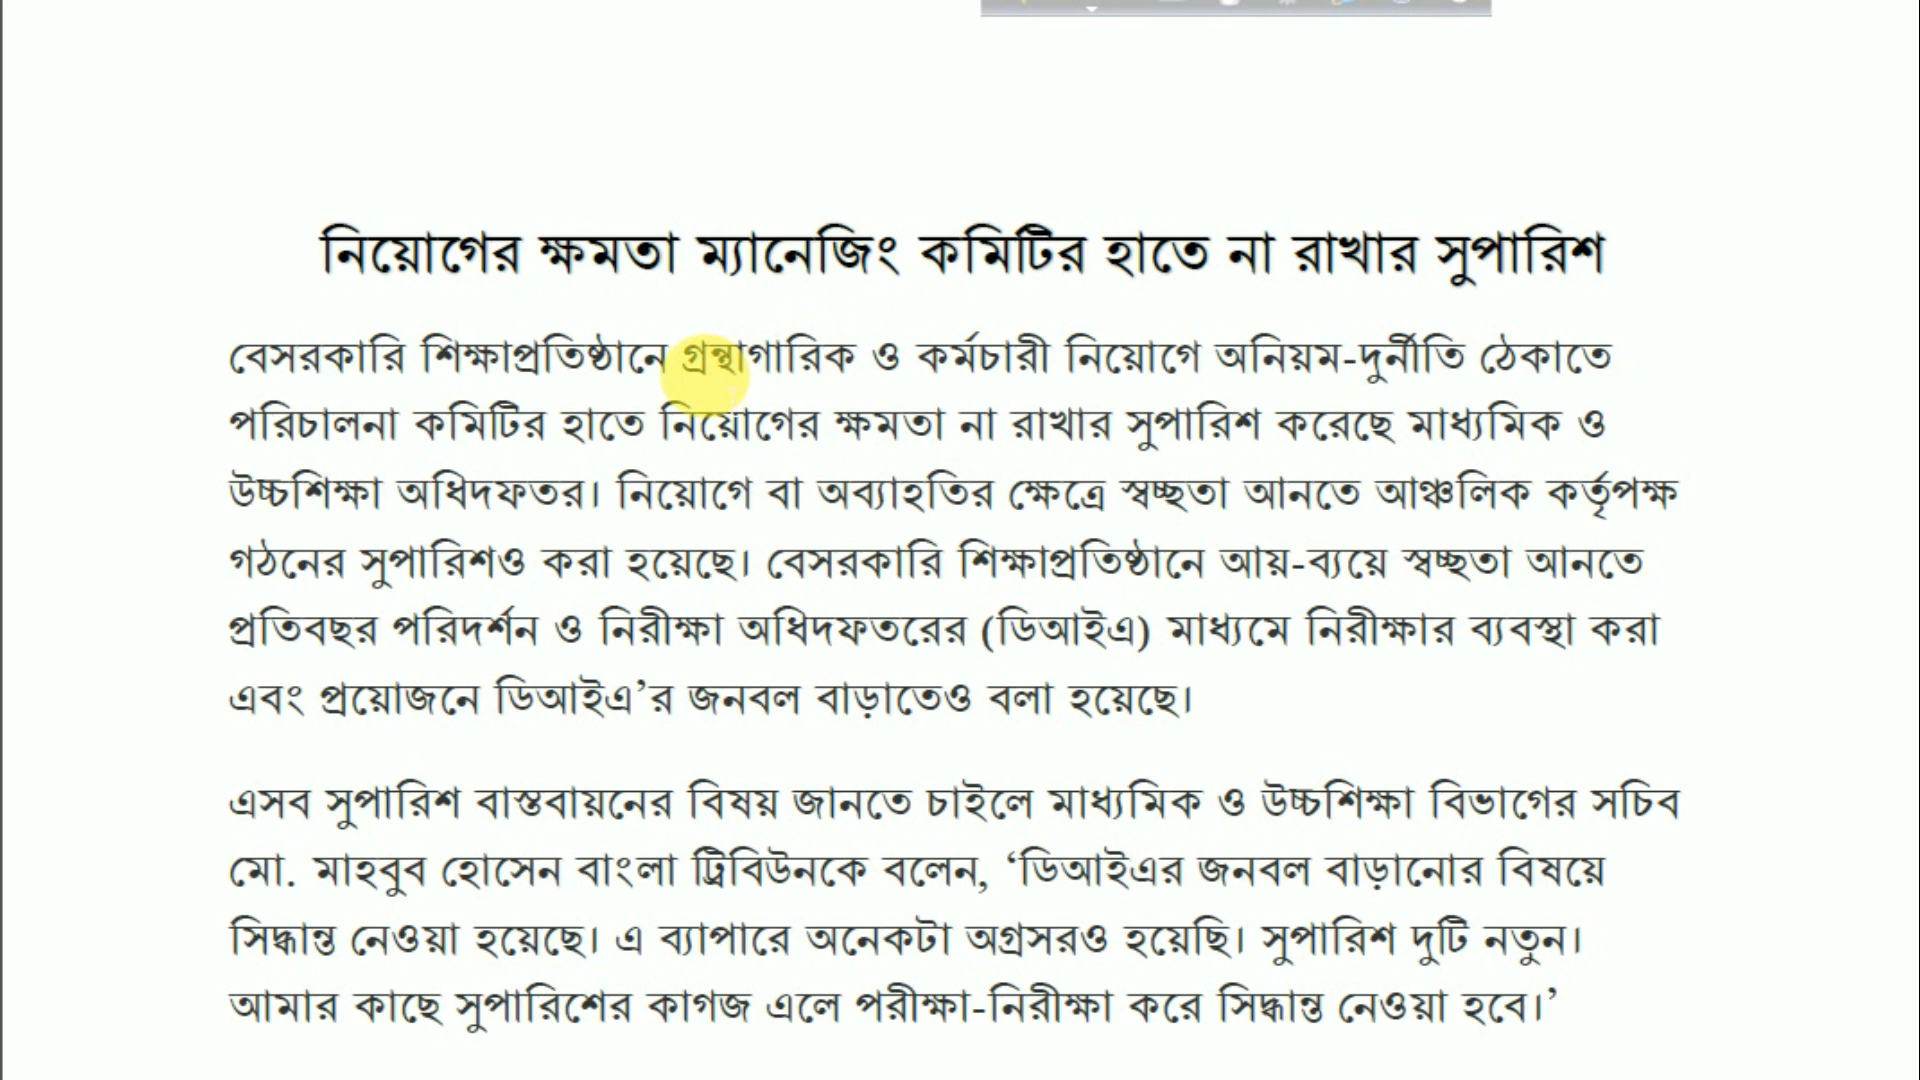 নিয়োগের ক্ষমতা ম্যানেজিং কমিটির হাতে না রাখার সুপারিশ
বেসরকারি শিক্ষাপ্রতিষ্ঠানে গ্রন্থাগারিক ও কর্মচারী নিয়োগে অনিয়ম-দুর্নীতি ঠেকাতে
পরিচালনা কমিটির হাতে নিয়োগের ক্ষমতা না রাখার সুপারিশ করেছে মাধ্যমিক ও
উচ্চশিক্ষা অধিদফতর। নিয়োগে বা অব্যাহতির ক্ষেত্রে স্বচ্ছতা আনতে আঞ্চলিক কর্তৃপক্ষ
গঠনের সুপারিশও করা হয়েছে। বেসরকারি শিক্ষাপ্রতিষ্ঠানে আয়-ব্যয়ে স্বচ্ছতা আনতে
প্রতিবছর পরিদর্শন ও নিরীক্ষা অধিদফতরের (ডিআইএ) মাধ্যমে নিরীক্ষার ব্যবস্থা করা
এবং প্রয়োজনে ডিআইএ’র জনবল বাড়াতেও বলা হয়েছে।
এসব সুপারিশ বাস্তবায়নের বিষয় জানতে চাইলে মাধ্যমিক ও উচ্চশিক্ষা বিভাগের সচিব
মো. মাহবুব হোসেন বাংলা ট্রিবিউনকে বলেন, ‘ডিআইএর জনবল বাড়ানোর বিষয়ে
সিদ্ধান্ত নেওয়া হয়েছে। এ ব্যাপারে অনেকটা অগ্রসরও হয়েছি। সুপারিশ দুটি নতুন।
আমার কাছে সুপারিশের কাগজ এলে পরীক্ষা-নিরীক্ষা করে সিদ্ধান্ত নেওয়া হবে।’